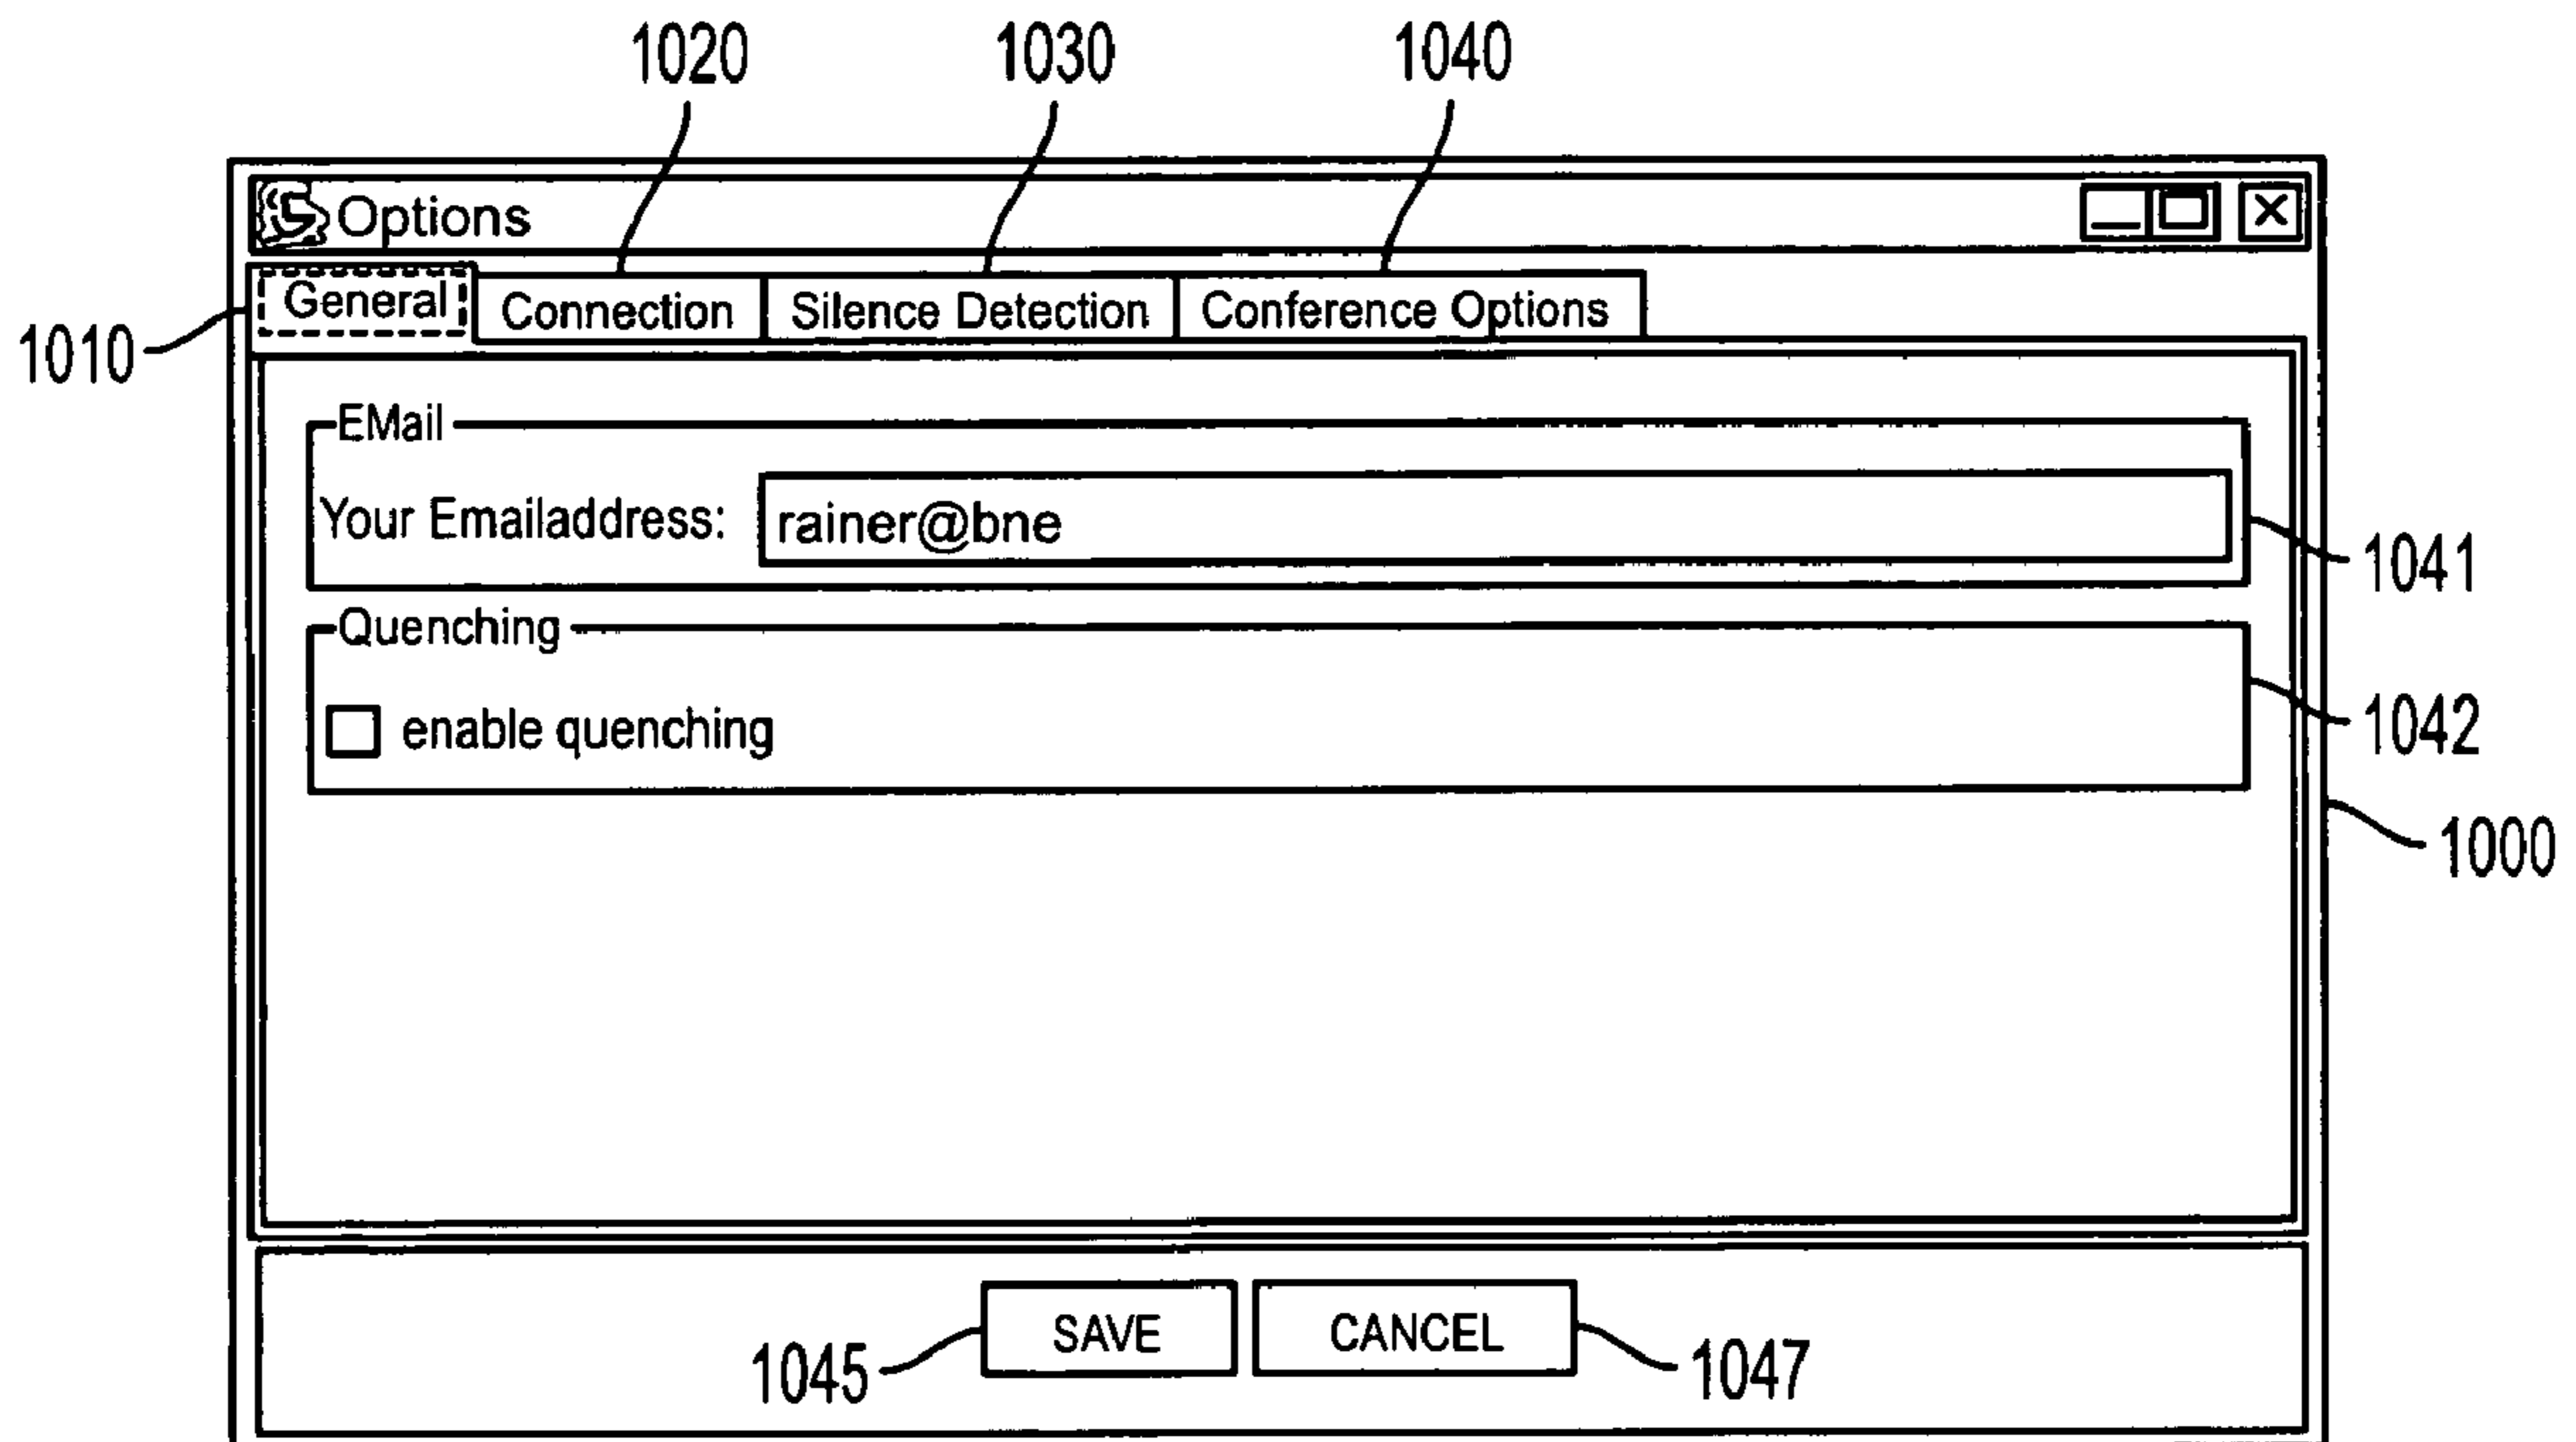 1020 1030 1040
Options
General Connection Silence Detection Conference Options
1010
EMail
Your Emailaddress: rainer@bne
1041
Quenching
enable quenching
1042
1000
SAVE CANCEL
1045 1047